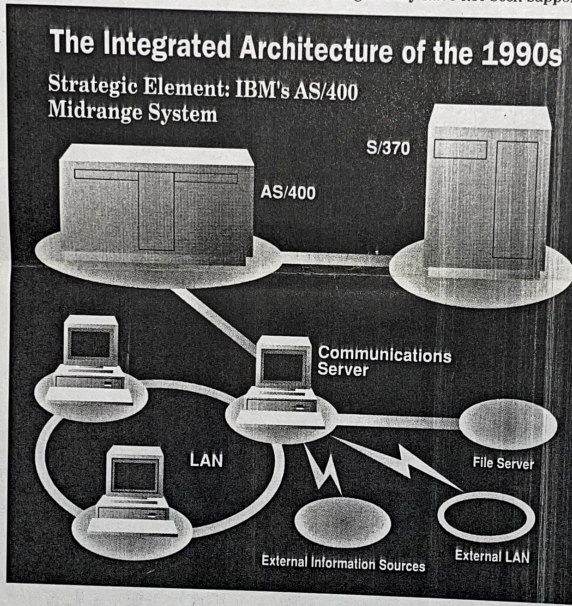 The Integrated Architecture of the 1990s
Strategic Element: IBM's AS/400
Midrange System
S/370
AS/400
Communications
Server
LAN
File Server
External Information Sources
External LAN